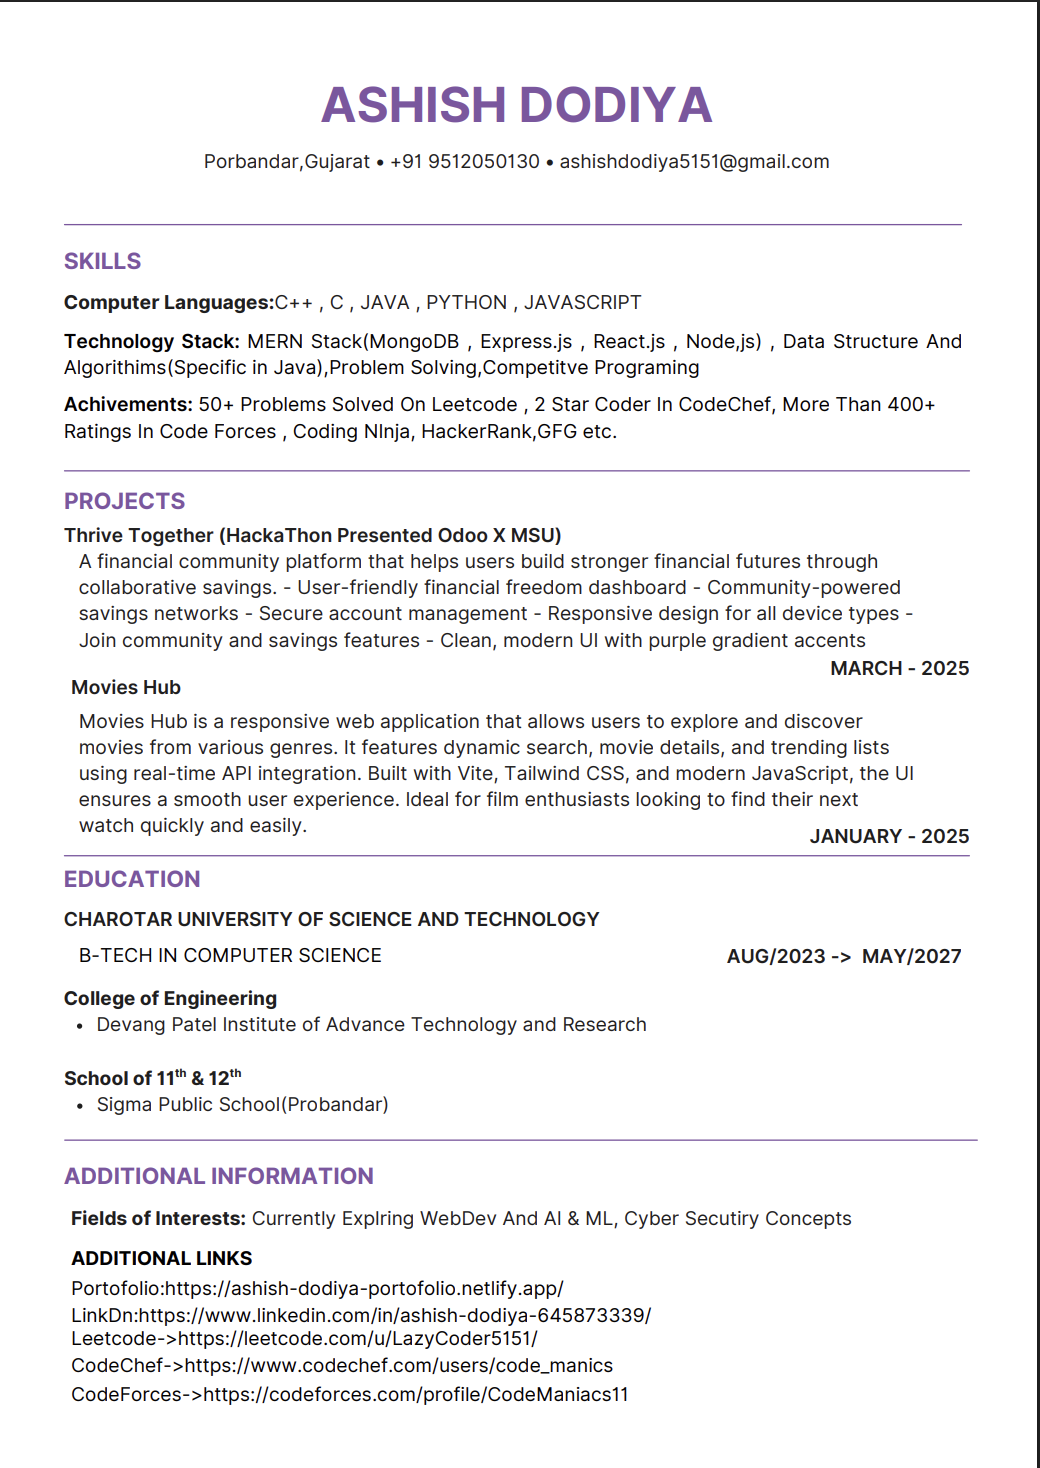 ASHISH DODIYA
Porbandar,Gujarat • +91 9512050130 • ashishdodiya5151@gmail.com
SKILLS
Computer Languages:C++ , C , JAVA , PYTHON , JAVASCRIPT
Technology Stack: MERN Stack(MongoDB , Express.js , React.js , Node,js) , Data Structure And
Algorithims(Specific in Java),Problem Solving,Competitve Programing
Achivements: 50+ Problems Solved On Leetcode , 2 Star Coder In CodeChef, More Than 400+
Ratings In Code Forces , Coding NInja, HackerRank,GFG etc.
PROJECTS
Thrive Together (HackaThon Presented Odoo X MSU)
A financial community platform that helps users build stronger financial futures through
collaborative savings. - User-friendly financial freedom dashboard - Community-powered
savings networks - Secure account management - Responsive design for all device types -
Join community and savings features - Clean, modern UI with purple gradient accents
MARCH - 2025
Movies Hub
Movies Hub is a responsive web application that allows users to explore and discover
movies from various genres. It features dynamic search, movie details, and trending lists
using real-time API integration. Built with Vite, Tailwind CSS, and modern JavaScript, the UI
ensures a smooth user experience. Ideal for film enthusiasts looking to find their next
watch quickly and easily.
JANUARY - 2025
EDUCATION
CHAROTAR UNIVERSITY OF SCIENCE AND TECHNOLOGY
B-TECH IN COMPUTER SCIENCE AUG/2023 -> MAY/2027
College of Engineering
• Devang Patel Institute of Advance Technology and Research
School of 11th & 12th
• Sigma Public School(Probandar)
ADDITIONAL INFORMATION
Fields of Interests: Currently Explring WebDev And AI & ML, Cyber Secutiry Concepts
ADDITIONAL LINKS
Portofolio:https://ashish-dodiya-portofolio.netlify.app/
LinkDn:https://www.linkedin.com/in/ashish-dodiya-645873339/
Leetcode->https://leetcode.com/u/LazyCoder5151/
CodeChef->https://www.codechef.com/users/code_manics
CodeForces->https://codeforces.com/profile/CodeManiacs11